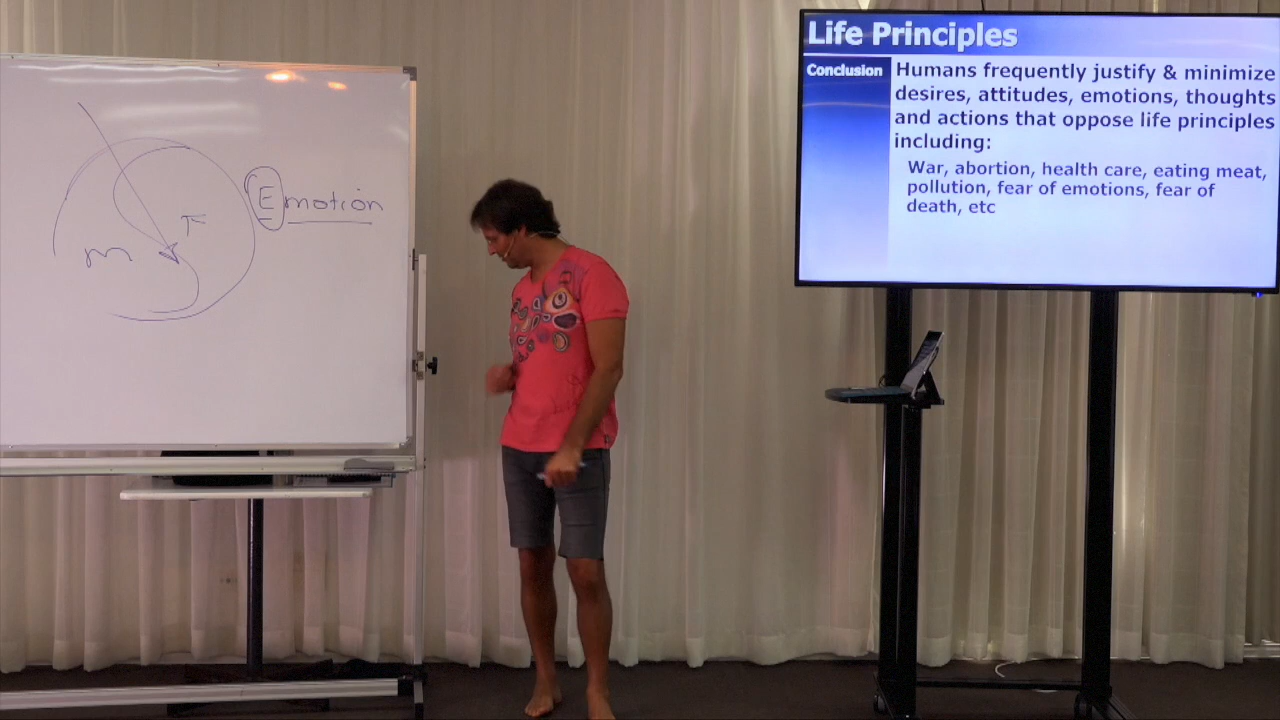 Emotion
m
Life Principles
Conclusion
Humans frequently justify & minimize
desires, attitudes, emotions, thoughts
and actions that oppose life principles
including:
War, abortion, health care, eating meat,
pollution, fear of emotions, fear of
death, etc